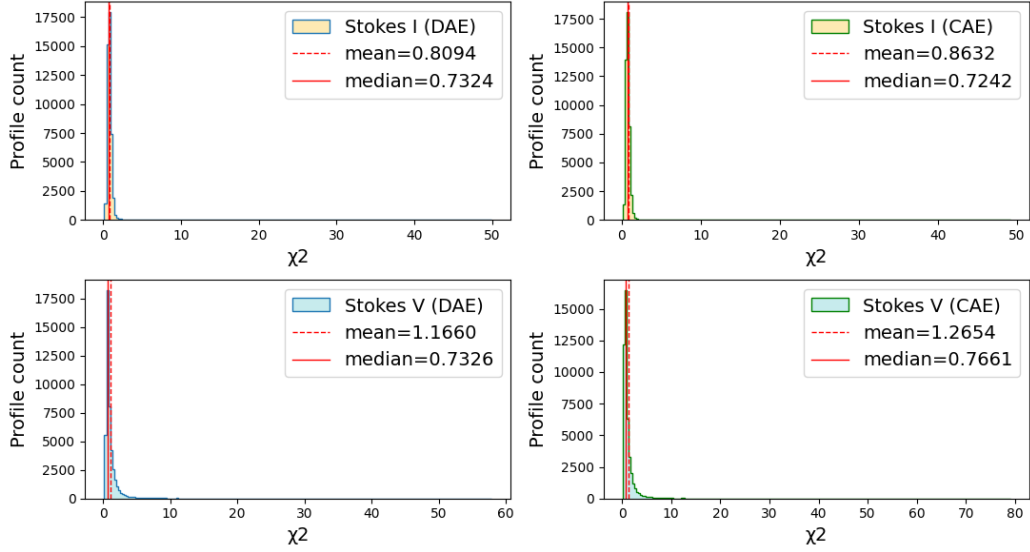 17500
15000
12500
10000
7500
5000
2500
0
Profile count
0 10 20 30 40 50
χ2
Stokes I (DAE)
mean=0.8094
median=0.7324
17500
15000
12500
10000
7500
5000
2500
0
Profile count
0 10 20 30 40 50
χ2
Stokes I (CAE)
mean=0.8632
median=0.7242
17500
15000
12500
10000
7500
5000
2500
0
Profile count
0 10 20 30 40 50 60
χ2
Stokes V (DAE)
mean=1.1660
median=0.7326
15000
12500
10000
7500
5000
2500
0
Profile count
0 10 20 30 40 50 60 70 80
χ2
Stokes V (CAE)
mean=1.2654
median=0.7661